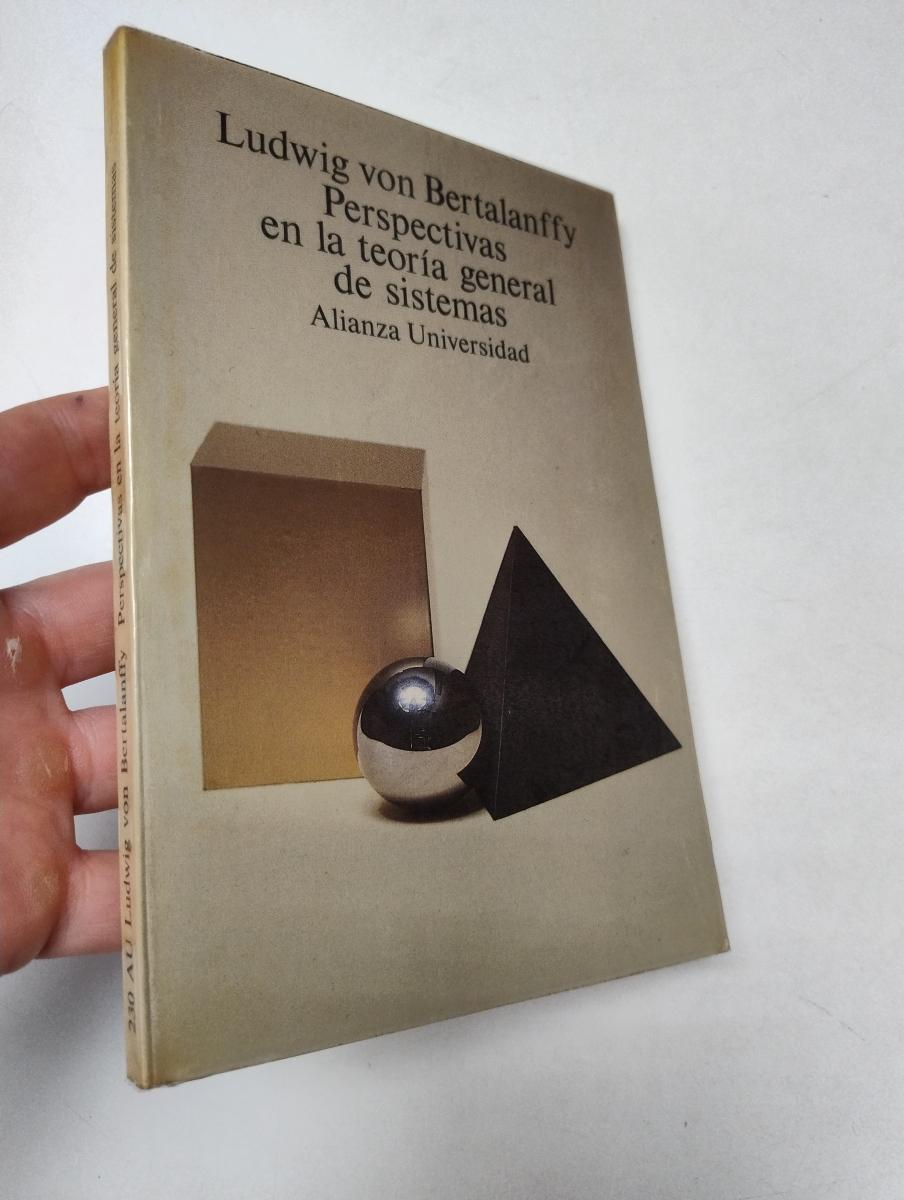 Ludwig von Bertalanffy
Perspectivas
en la teoría general
de sistemas
Alianza Universidad
230 AU Ludwig von Bertalanffy Perspectivas en la teoría general de sistemas